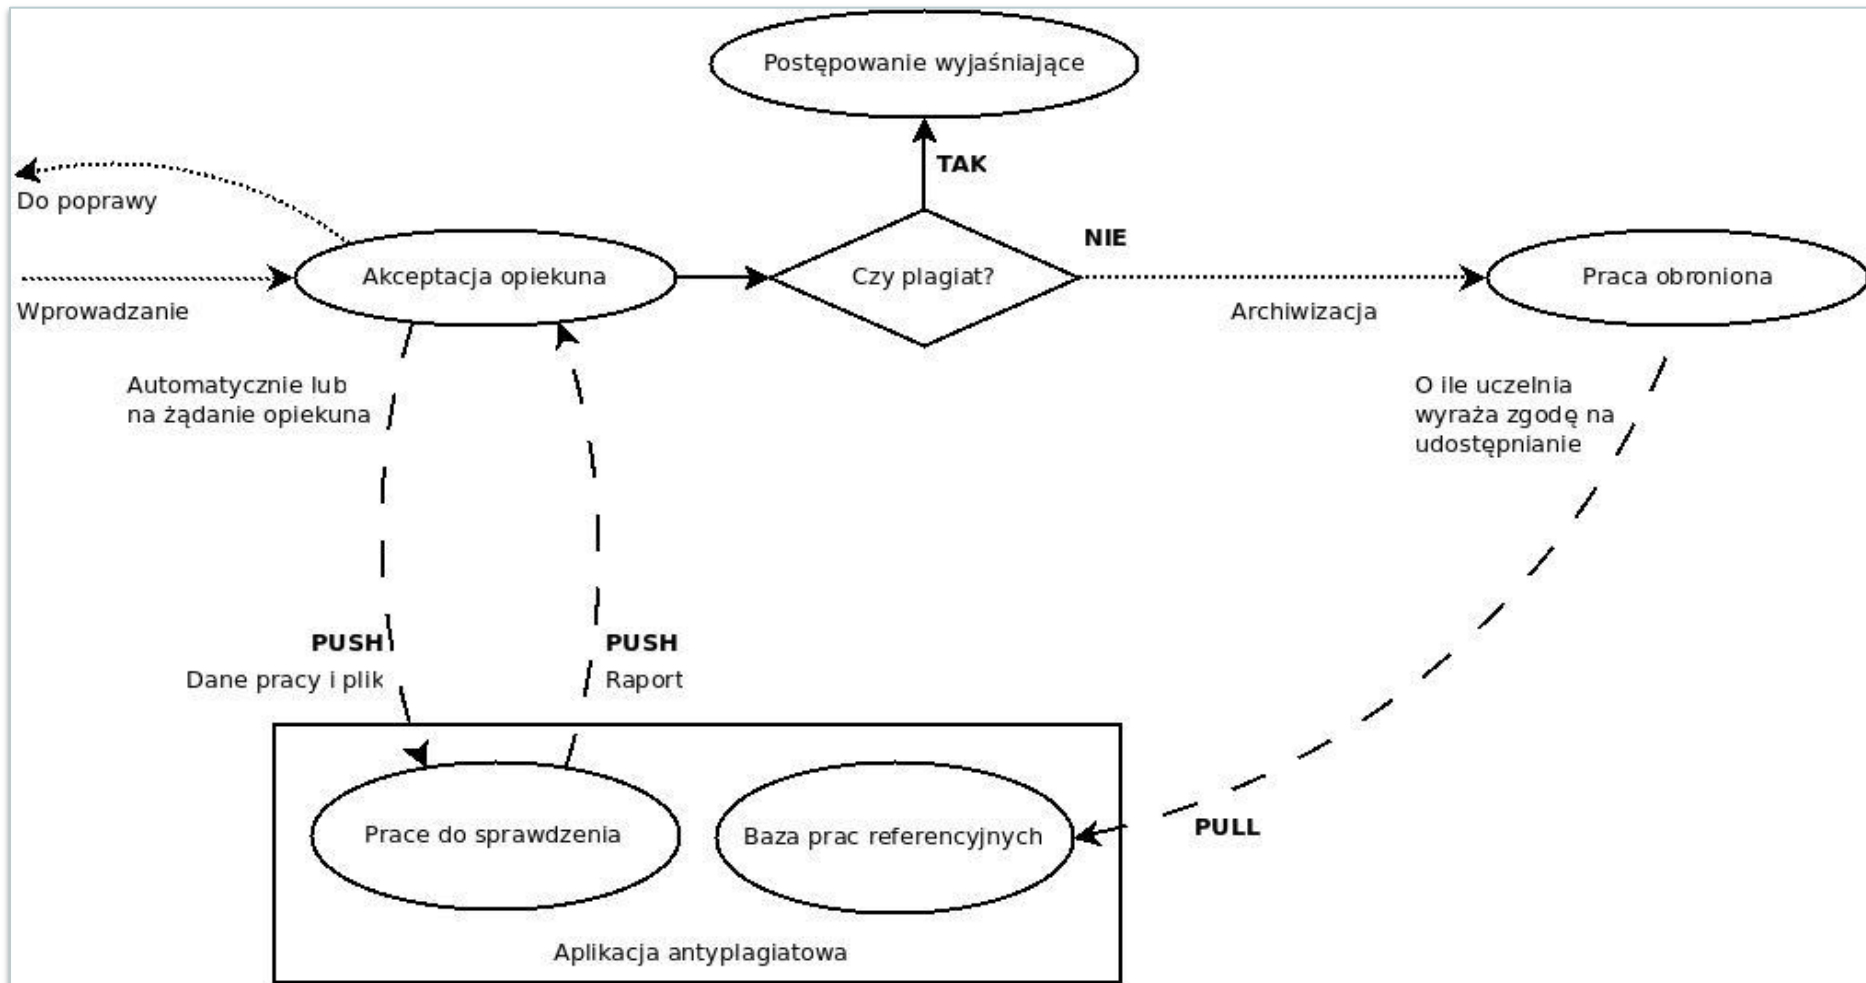 Postępowanie wyjaśniające
TAK
Do poprawy
NIE
Akceptacja opiekuna
Czy plagiat?
Praca obroniona
Wprowadzanie
Archiwizacja
Automatycznie lub
na żądanie opiekuna
O ile uczelnia
wyraża zgodę na
udostępnianie
PUSH
Dane pracy i plik
PUSH
Raport
PULL
Prace do sprawdzenia
Baza prac referencyjnych
Aplikacja antyplagiatowa